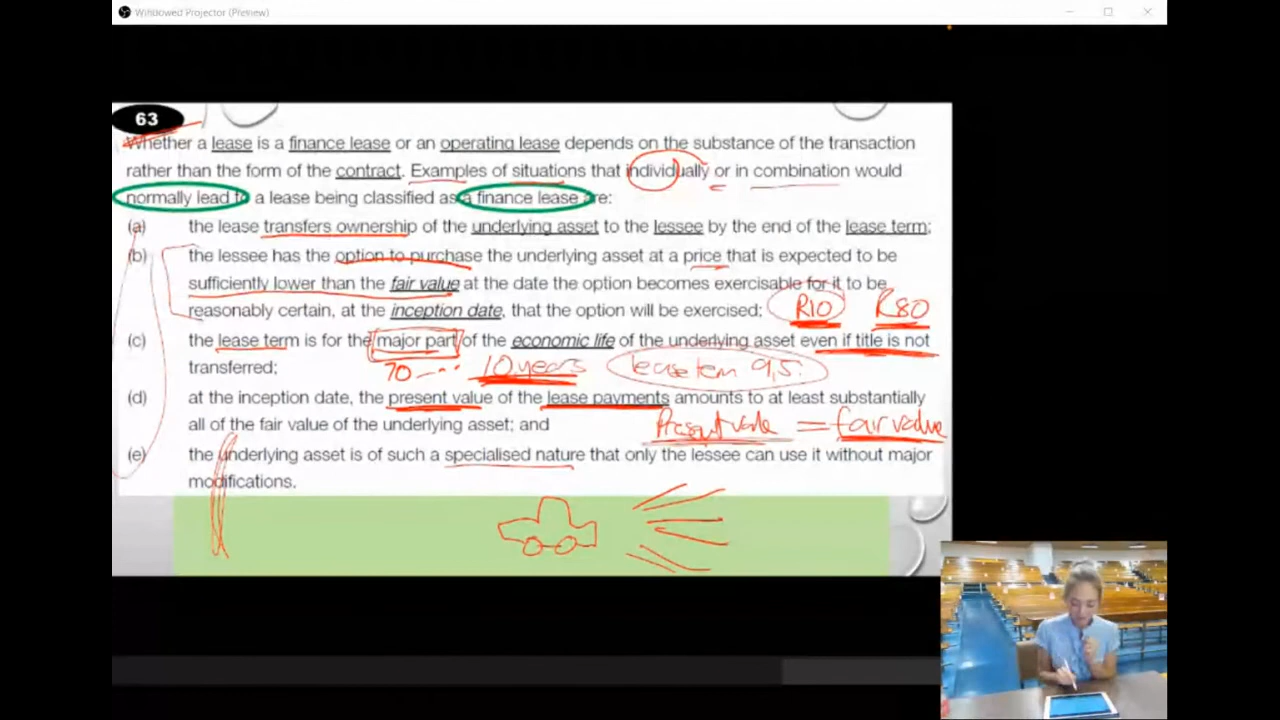 Windowed Projector (Preview)
63
Whether a lease is a finance lease or an operating lease depends on the substance of the transaction
rather than the form of the contract. Examples of situations that individually or in combination would
normally lead to a lease being classified as a finance lease are:
(a) the lease transfers ownership of the underlying asset to the lessee by the end of the lease term;
(b) the lessee has the option to purchase the underlying asset at a price that is expected to be
sufficiently lower than the fair value at the date the option becomes exercisable for it to be
reasonably certain, at the inception date, that the option will be exercised;
R10 R80
(c) the lease term is for the major part of the economic life of the underlying asset even if title is not
transferred;
70 ... 10 years lease term 9,5
(d) at the inception date, the present value of the lease payments amounts to at least substantially
all of the fair value of the underlying asset; and
Present value = fair value
(e) the underlying asset is of such a specialised nature that only the lessee can use it without major
modifications.